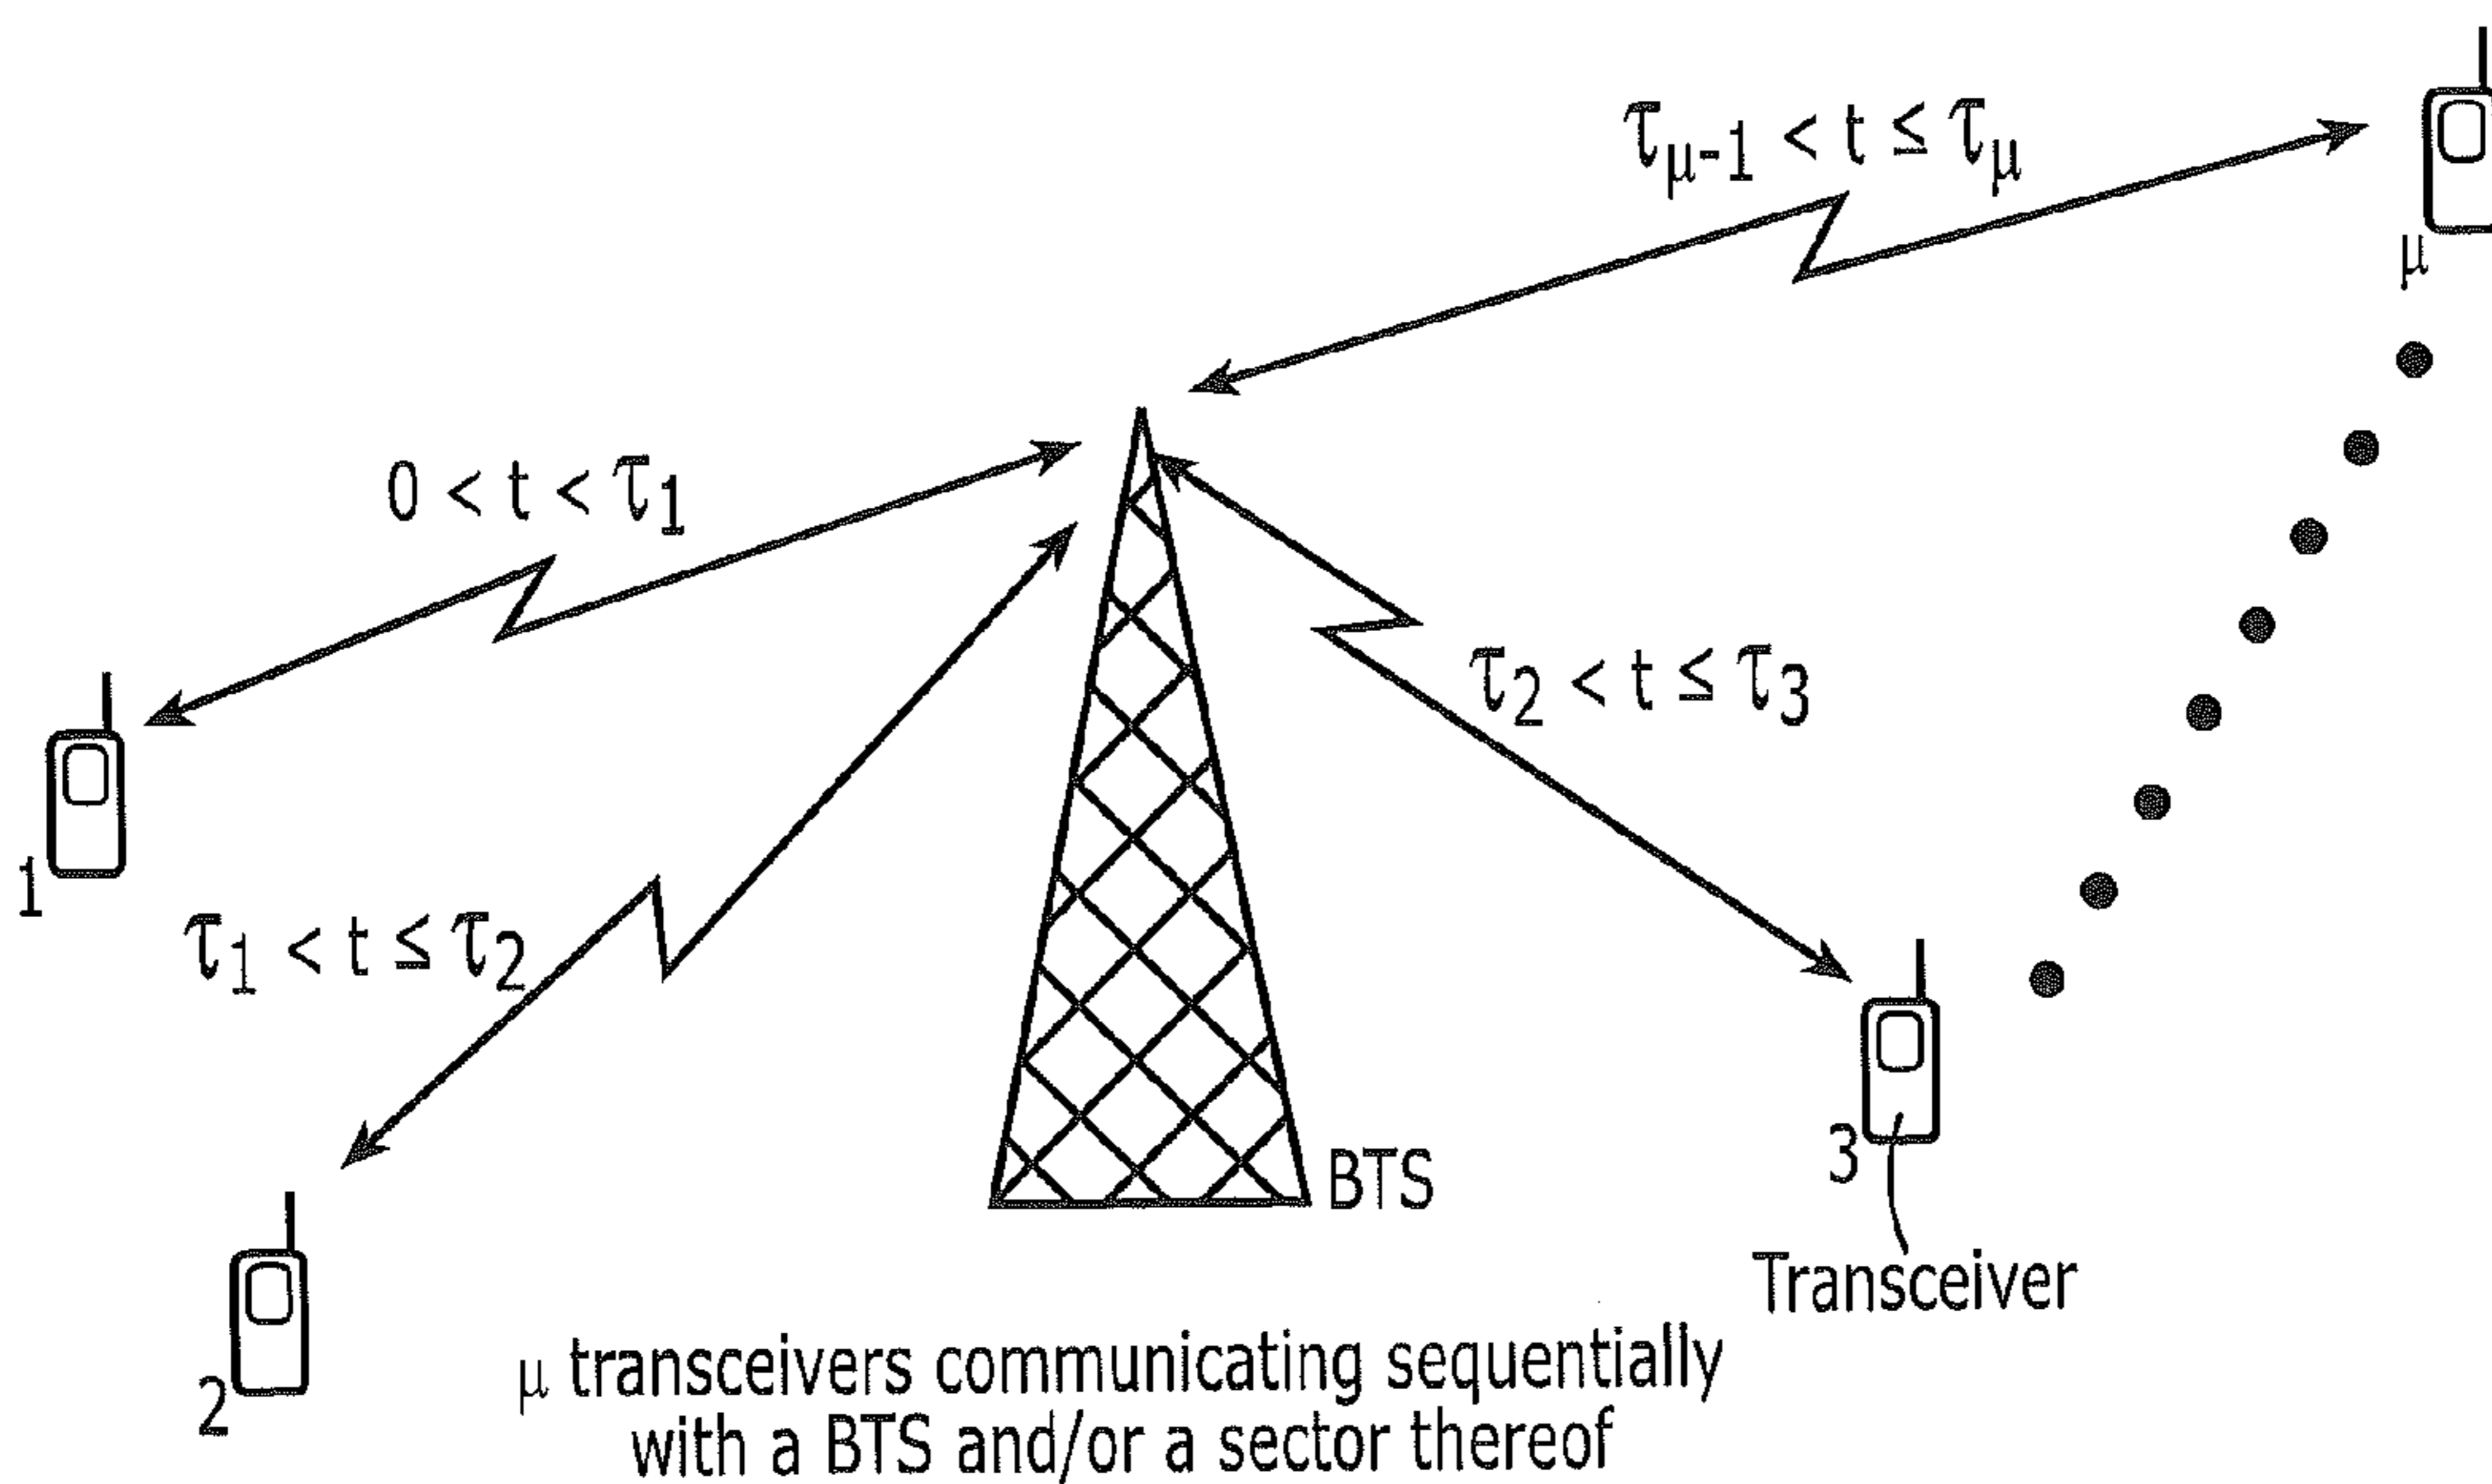 τμ-1 < t ≤ τμ
μ
0 < t < τ1
τ2 < t ≤ τ3
1
τ1 < t ≤ τ2
3
BTS
Transceiver
2
μ transceivers communicating sequentially
with a BTS and/or a sector thereof